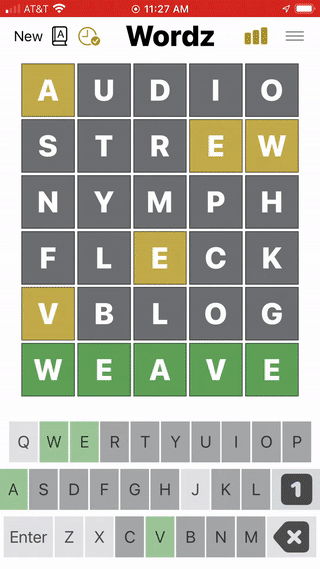 AT&T 11:27 AM
New A Wordz
A U D I O
S T R E W
N Y M P H
F L E C K
V B L O G
W E A V E
Q W E R T Y U I O P
A S D F G H J K L 1
Enter Z X C V B N M X